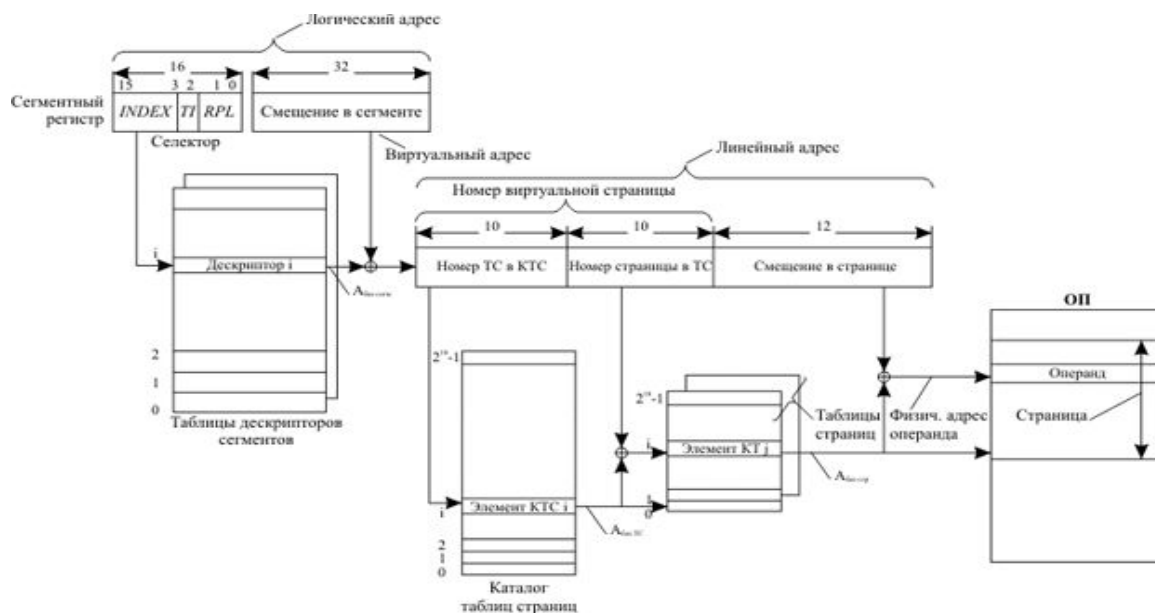 Логический адрес
16
32
15 3 2 1 0
Сегментный
регистр
INDEX TI RPL
Смещение в сегменте
Селектор
Виртуальный адрес
Линейный адрес
Номер виртуальной страницы
10
10
12
Номер ТС в КТС
Номер страницы в ТС
Смещение в странице
i
Дескриптор i
2
1
0
Таблицы дескрипторов
сегментов
ОП
Операнд
Страница
Физич. адрес
операнда
Таблицы
страниц
i
Элемент КТ j
1
0
i
Элемент КТС i
2
1
0
Каталог
таблиц страниц